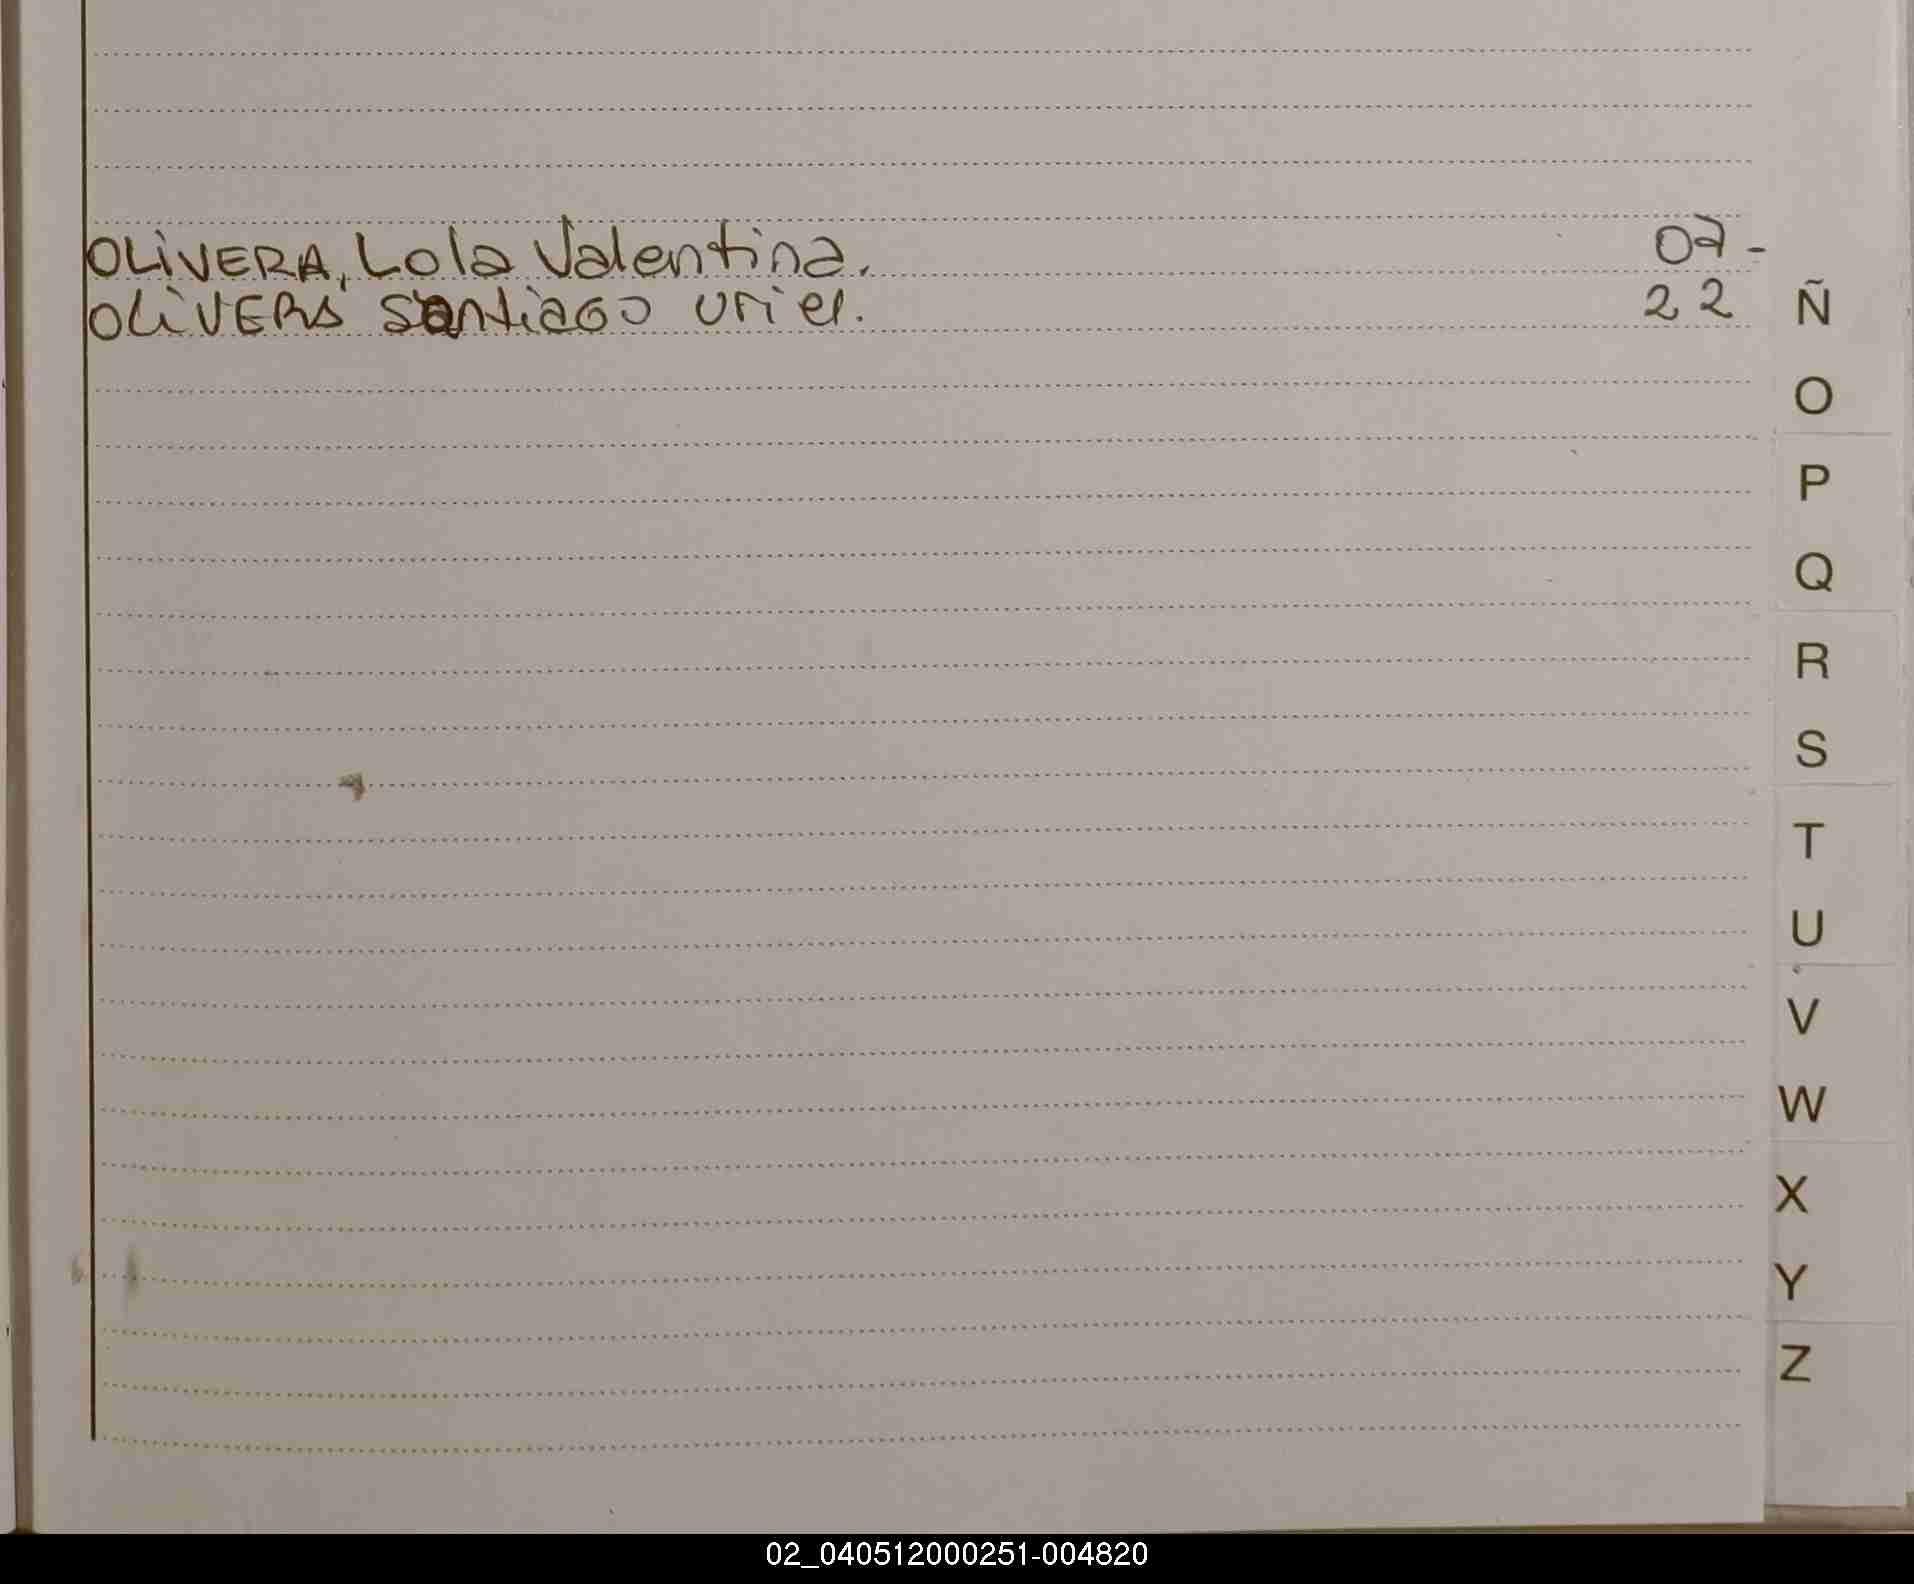 OLiVERA, Lola Valentina. 07-
OLiVERA Santiago Uriel. 22
Ñ
O
P
Q
R
S
T
U
V
W
X
Y
Z
02_040512000251-004820